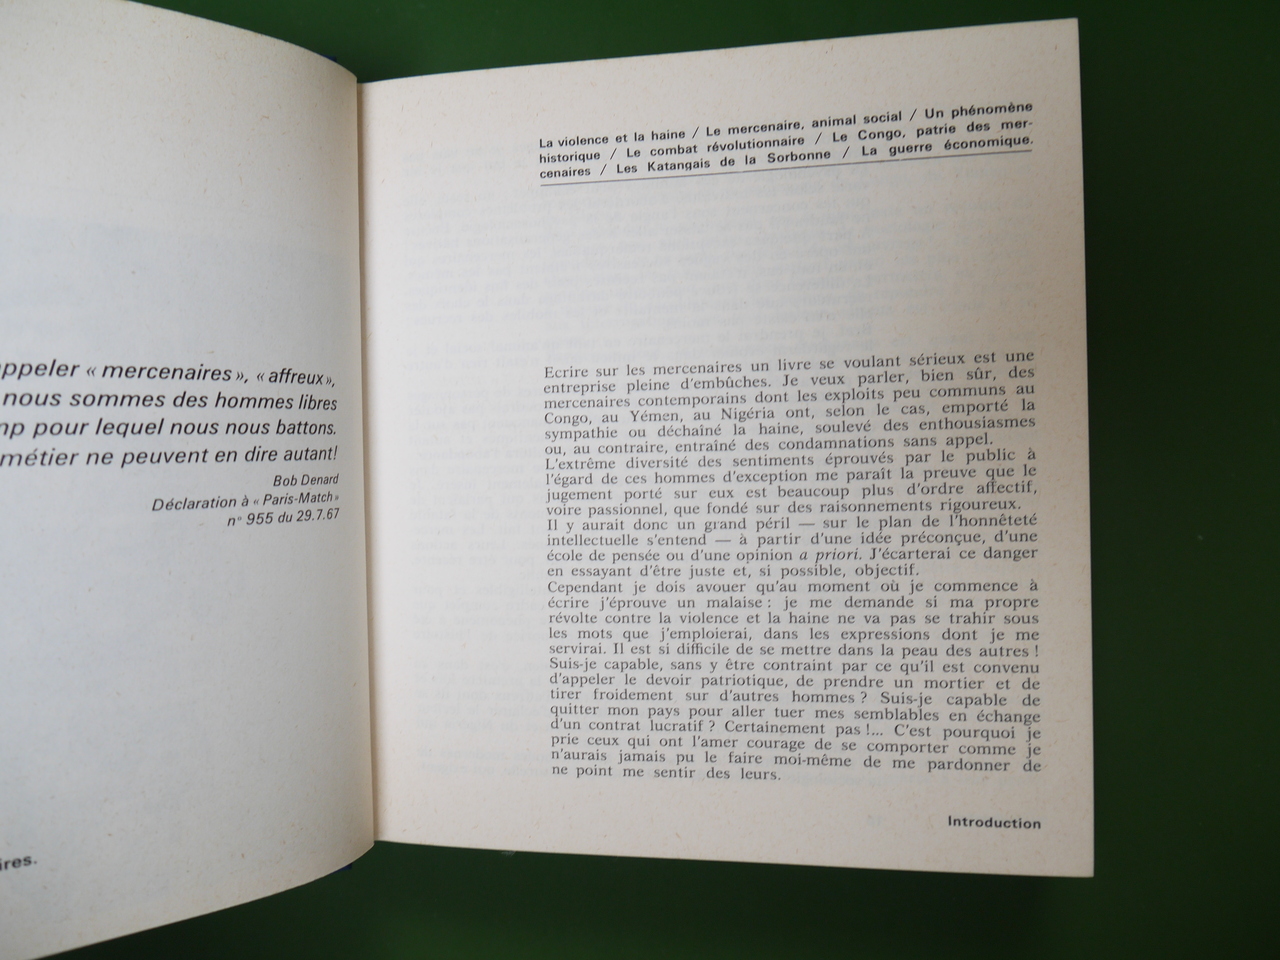 appeler « mercenaires », « affreux »,
nous sommes des hommes libres
pour lequel nous nous battons.
métier ne peuvent en dire autant!
Bob Denard
Déclaration à « Paris-Match »
n° 955 du 29.7.67
La violence et la haine / Le mercenaire, animal social / Un phénomène
historique / Le combat révolutionnaire / Le Congo, patrie des mer-
cenaires / Les Katangais de la Sorbonne / La guerre économique.
Ecrire sur les mercenaires un livre se voulant sérieux est une
entreprise pleine d'embûches. Je veux parler, bien sûr, des
mercenaires contemporains dont les exploits peu communs au
Congo, au Yémen, au Nigéria ont, selon le cas, emporté la
sympathie ou déchaîné la haine, soulevé des enthousiasmes
ou, au contraire, entraîné des condamnations sans appel.
L'extrême diversité des sentiments éprouvés par le public à
l'égard de ces hommes d'exception me paraît la preuve que le
jugement porté sur eux est beaucoup plus d'ordre affectif,
voire passionnel, que fondé sur des raisonnements rigoureux.
Il y aurait donc un grand péril — sur le plan de l'honnêteté
intellectuelle s'entend — à partir d'une idée préconçue, d'une
école de pensée ou d'une opinion a priori. J'écarterai ce danger
en essayant d'être juste et, si possible, objectif.
Cependant je dois avouer qu'au moment où je commence à
écrire j'éprouve un malaise : je me demande si ma propre
révolte contre la violence et la haine ne va pas se trahir sous
les mots que j'emploierai, dans les expressions dont je me
servirai. Il est si difficile de se mettre dans la peau des autres !
Suis-je capable, sans y être contraint par ce qu'il est convenu
d'appeler le devoir patriotique, de prendre un mortier et de
tirer froidement sur d'autres hommes ? Suis-je capable de
quitter mon pays pour aller tuer mes semblables en échange
d'un contrat lucratif ? Certainement pas !... C'est pourquoi je
prie ceux qui ont l'amer courage de se comporter comme je
n'aurais jamais pu le faire moi-même de me pardonner de
ne point me sentir des leurs.
Introduction